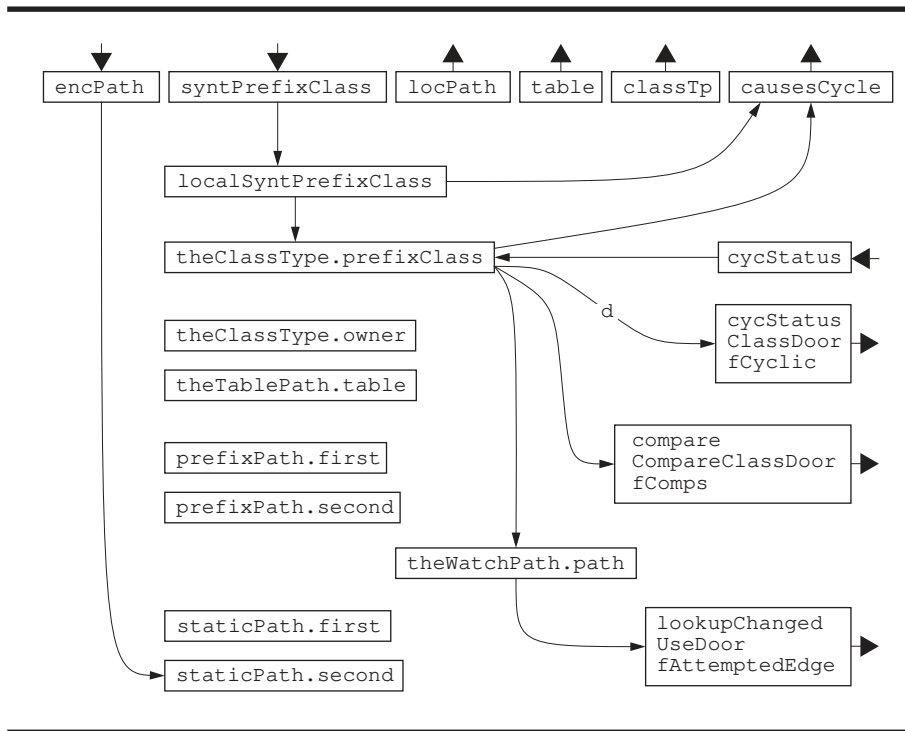 encPath
syntPrefixClass
locPath
table
classTp
causesCycle
localSyntPrefixClass
theClassType.prefixClass
cycStatus
d
cycStatus
ClassDoor
fCyclic
theClassType.owner
theTablePath.table
compare
CompareClassDoor
fComps
prefixPath.first
prefixPath.second
theWatchPath.path
staticPath.first
lookupChanged
UseDoor
fAttemptedEdge
staticPath.second